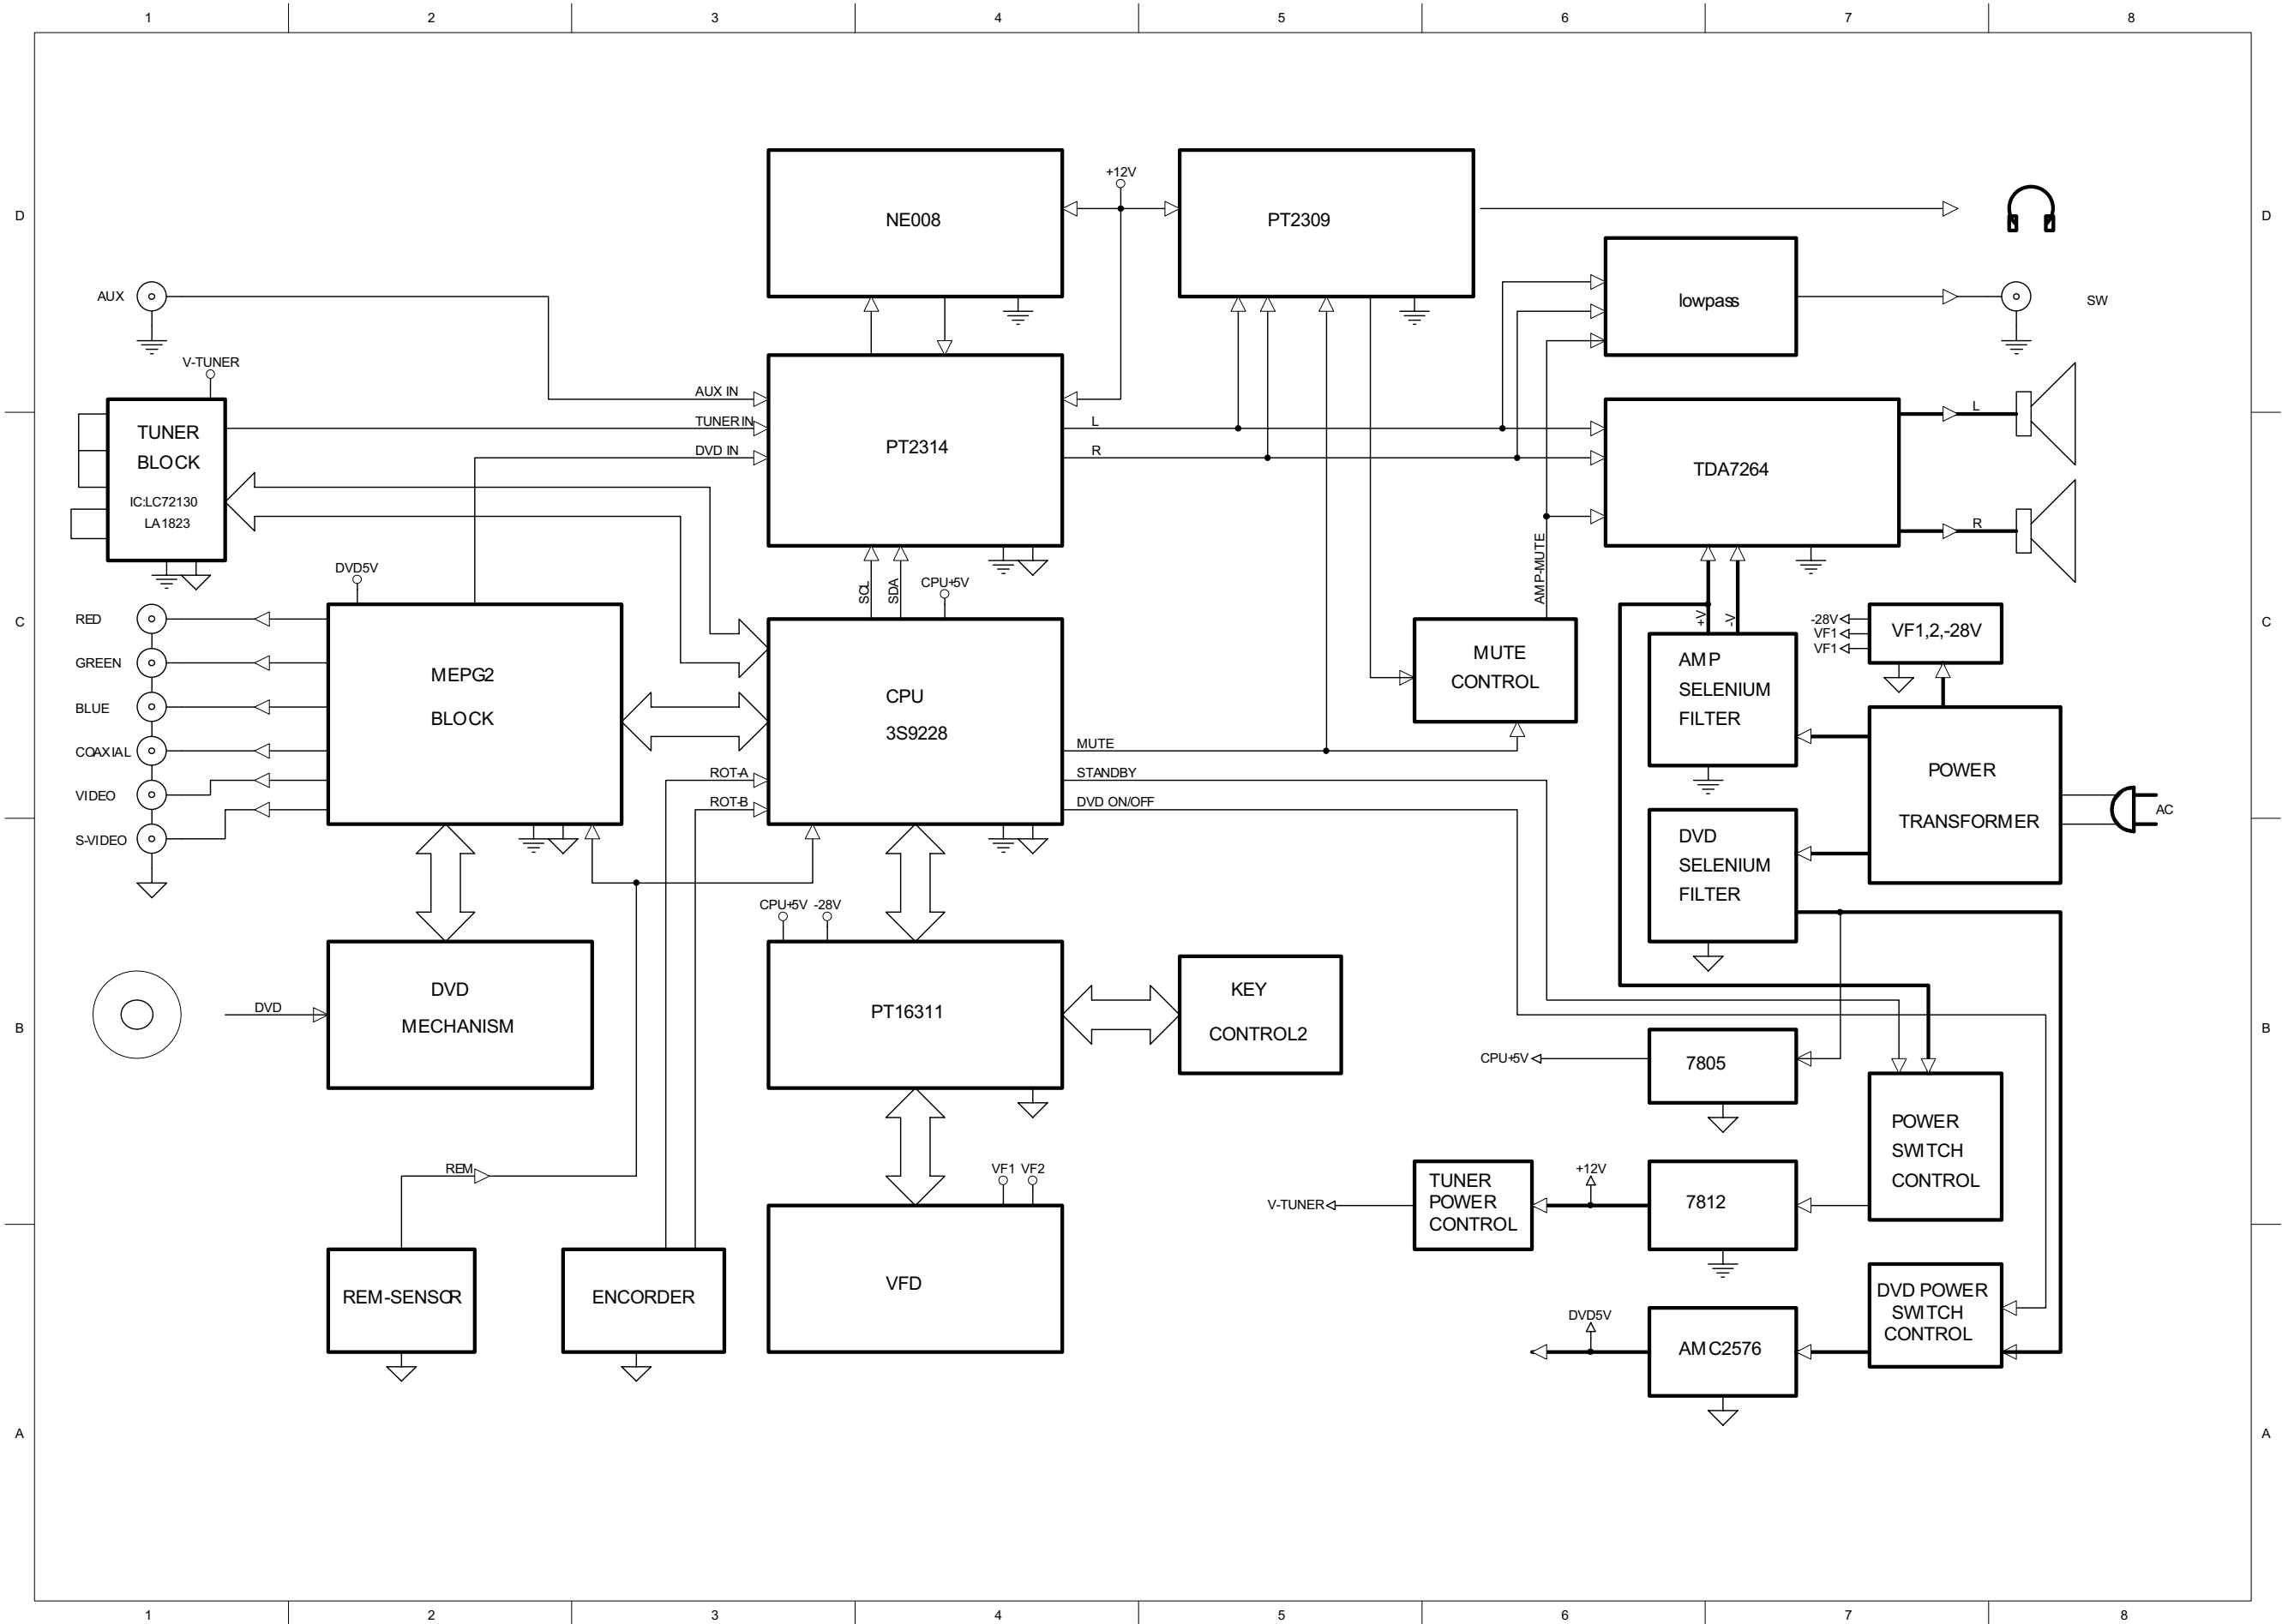 1 2 3 4 5 6 7 8
D
D
NE008
+12V
PT2309
AUX
lowpass
SW
V-TUNER
AUX IN
TUNER IN
DVD IN
PT2314
L
R
TUNER
BLOCK
IC:LC72130
LA1823
TDA7264
L
R
AMP-MUTE
SCL
SDA
CPU+5V
DVD5V
C
C
RED
GREEN
BLUE
COAXIAL
VIDEO
S-VIDEO
MEPG2
BLOCK
CPU
3S9228
ROT-A
ROT-B
MUTE
STANDBY
DVD ON/OFF
MUTE
CONTROL
+V
-V
AMP
SELENIUM
FILTER
-28V
VF1
VF1
VF1,2,-28V
POWER
TRANSFORMER
AC
DVD
SELENIUM
FILTER
CPU+5V
-28V
B
B
DVD
DVD
MECHANISM
PT16311
KEY
CONTROL2
CPU+5V
7805
POWER
SWITCH
CONTROL
REM
VF1
VF2
V-TUNER
TUNER
POWER
CONTROL
+12V
7812
REM-SENSOR
ENCORDER
VFD
DVD5V
AMC2576
DVD POWER
SWITCH
CONTROL
A
A
1 2 3 4 5 6 7 8